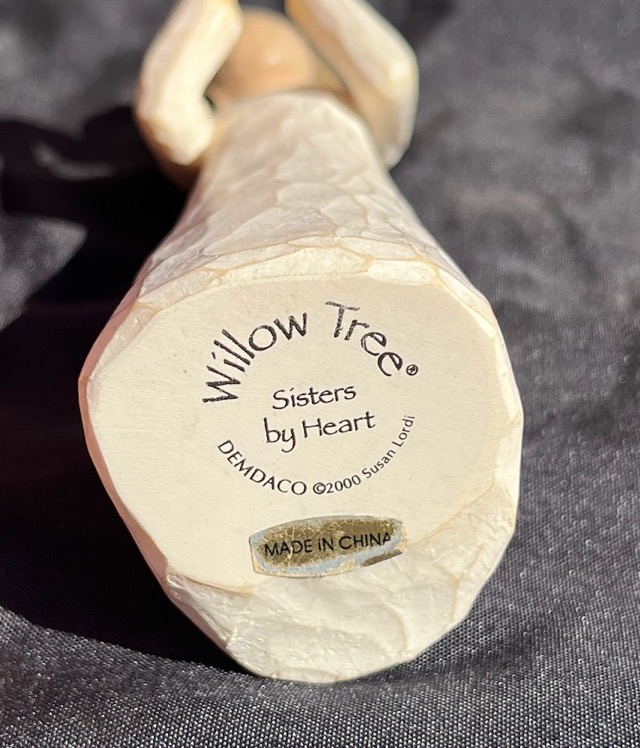 Willow Tree®
Sisters
by Heart
DEMDACO ©2000 Susan Lordi
MADE IN CHINA